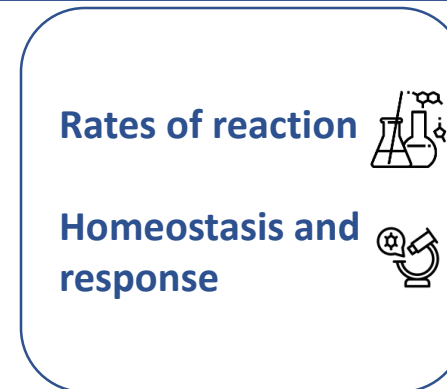 Rates of reaction
Homeostasis and
response